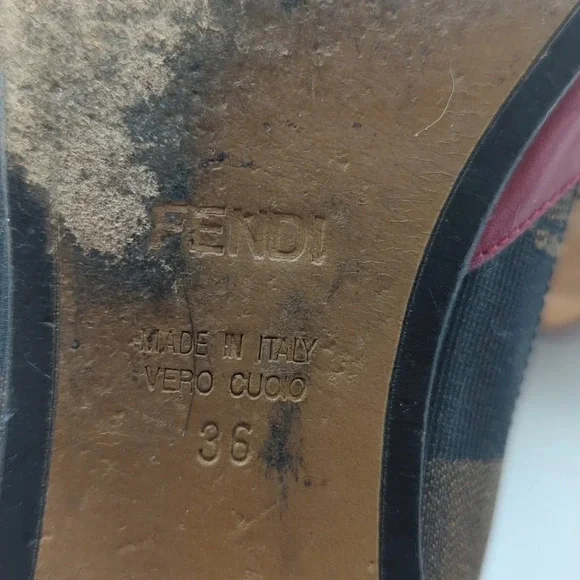 FENDI
MADE IN ITALY
VERO CUOIO
36